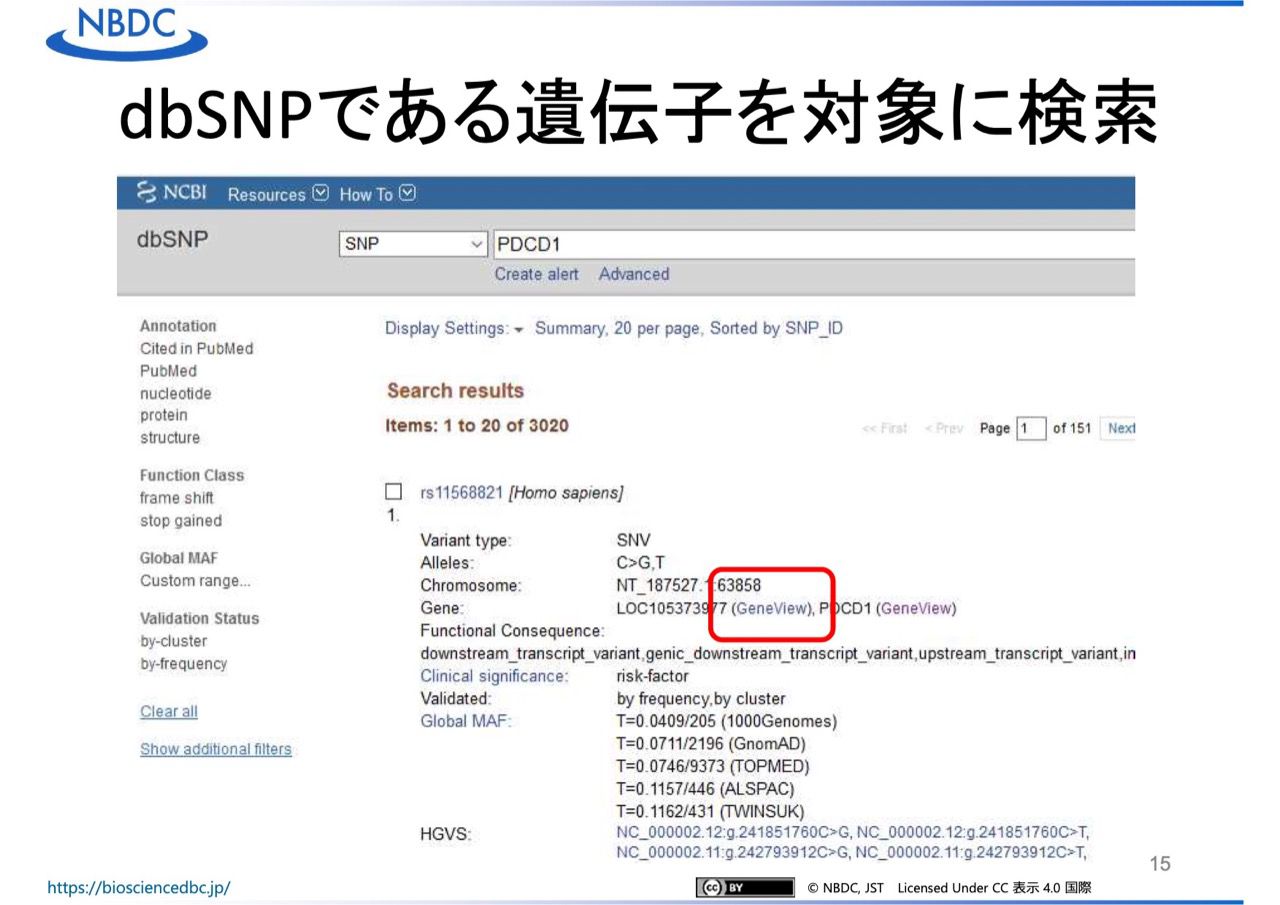 NBDC
dbSNPである遺伝子を対象に検索
NCBI Resources How To
dbSNP
SNP
PDCD1
Create alert Advanced
Annotation
Cited in PubMed
PubMed
nucleotide
protein
structure
Function Class
frame shift
stop gained
Global MAF
Custom range...
Validation Status
by-cluster
by-frequency
Clear all
Show additional filters
Display Settings: Summary, 20 per page, Sorted by SNP_ID
Search results
Items: 1 to 20 of 3020
<< First < Prev Page 1 of 151 Next
rs11568821 [Homo sapiens]
1.
Variant type: SNV
Alleles: C>G,T
Chromosome: NT_187527.1:63858
Gene: LOC105373977 (GeneView), PDCD1 (GeneView)
Functional Consequence:
downstream_transcript_variant,genic_downstream_transcript_variant,upstream_transcript_variant,in
Clinical significance: risk-factor
Validated: by frequency,by cluster
Global MAF: T=0.0409/205 (1000Genomes)
T=0.0711/2196 (GnomAD)
T=0.0746/9373 (TOPMED)
T=0.1157/446 (ALSPAC)
T=0.1162/431 (TWINSUK)
HGVS: NC_000002.12:g.241851760C>G, NC_000002.12:g.241851760C>T,
NC_000002.11:g.242793912C>G, NC_000002.11:g.242793912C>T,
15
https://biosciencedbc.jp/
cc BY © NBDC, JST Licensed Under CC 表示 4.0 国際